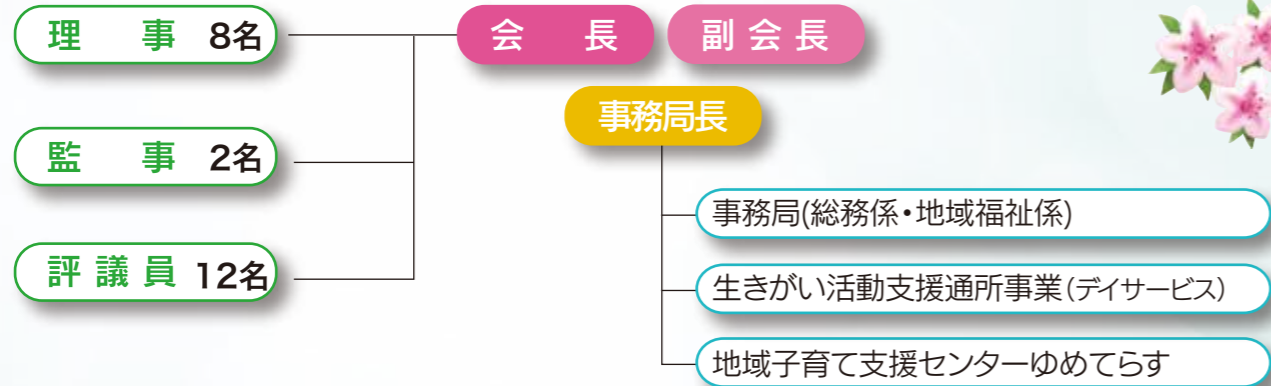 理　事 8名
会　長
副会長
事務局長
監　事 2名
評議員 12名
事務局(総務係・地域福祉係)
生きがい活動支援通所事業(デイサービス)
地域子育て支援センターゆめてらす